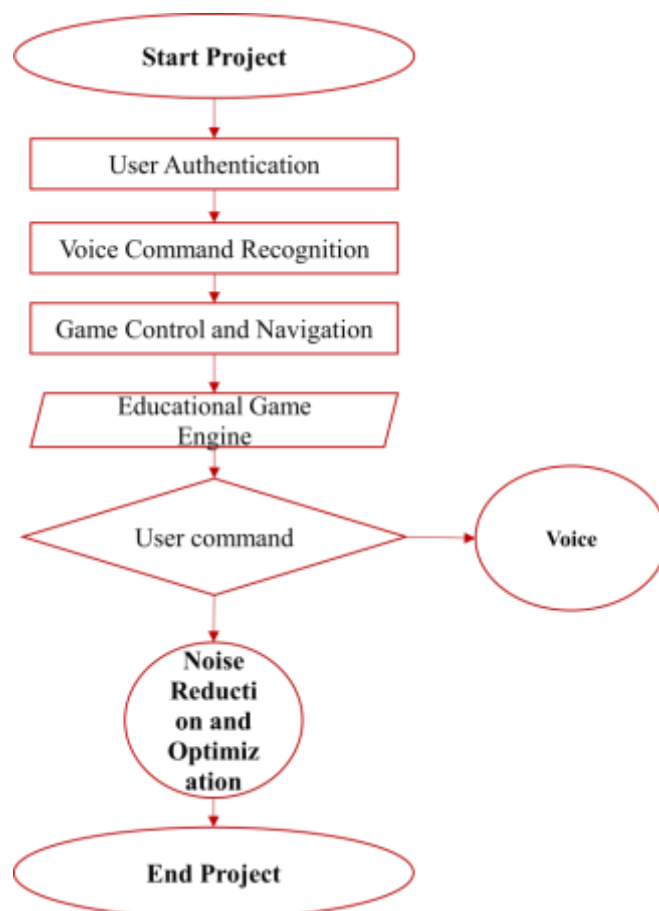 Start Project
User Authentication
Voice Command Recognition
Game Control and Navigation
Educational Game
Engine
User command
Voice
Noise
Reducti
on and
Optimiz
ation
End Project